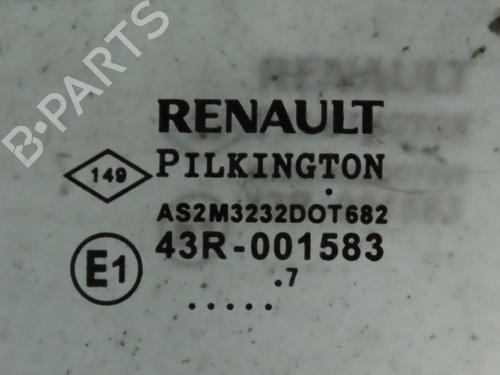 B-PARTS
RENAULT
149 PILKINGTON
AS2M3232DOT682
E1 43R-001583
.7
.....